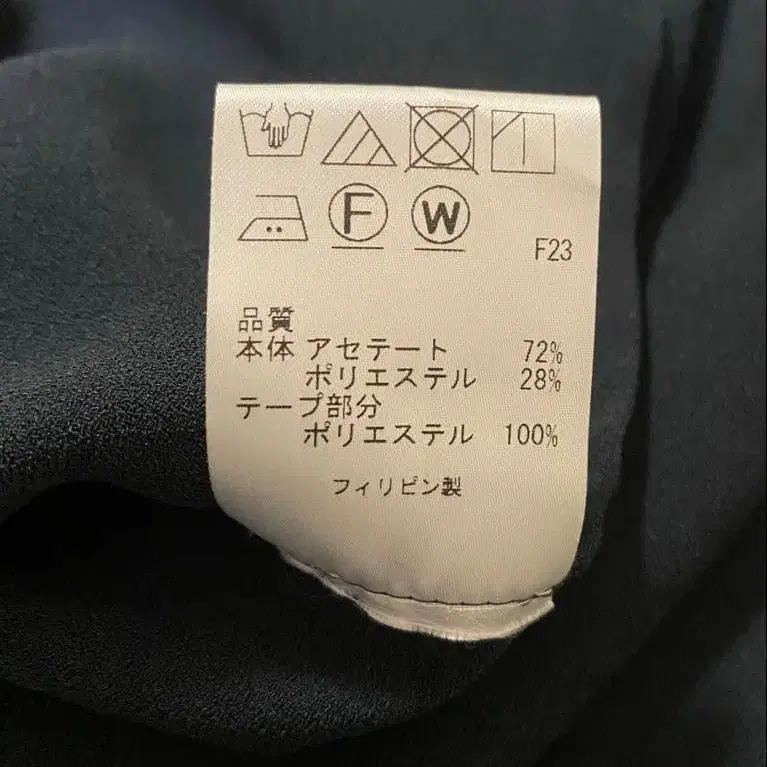 F W
F23
品質
本体 アセテート 72%
ポリエステル 28%
テープ部分
ポリエステル 100%
フィリピン製